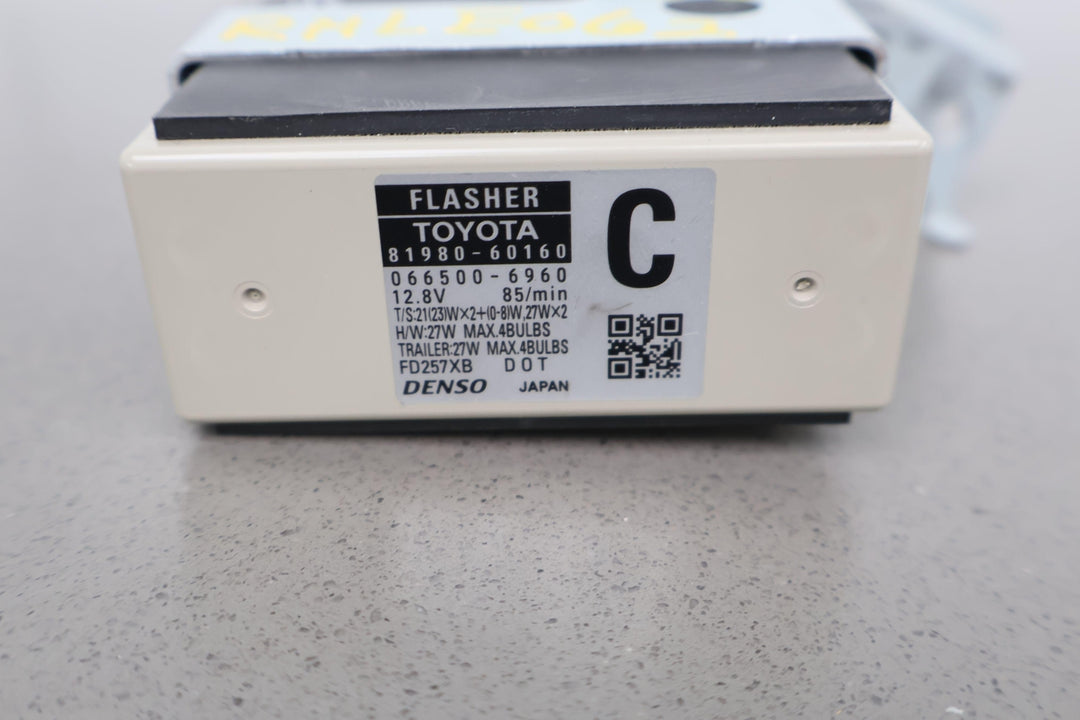 FLASHER
TOYOTA
81980-60160
066500-6960
12.8V 85/min
T/S:21(23)W×2+(0-8)W,27W×2
H/W:27W MAX.4BULBS
TRAILER:27W MAX.4BULBS
FD257XB DOT
DENSO JAPAN
C